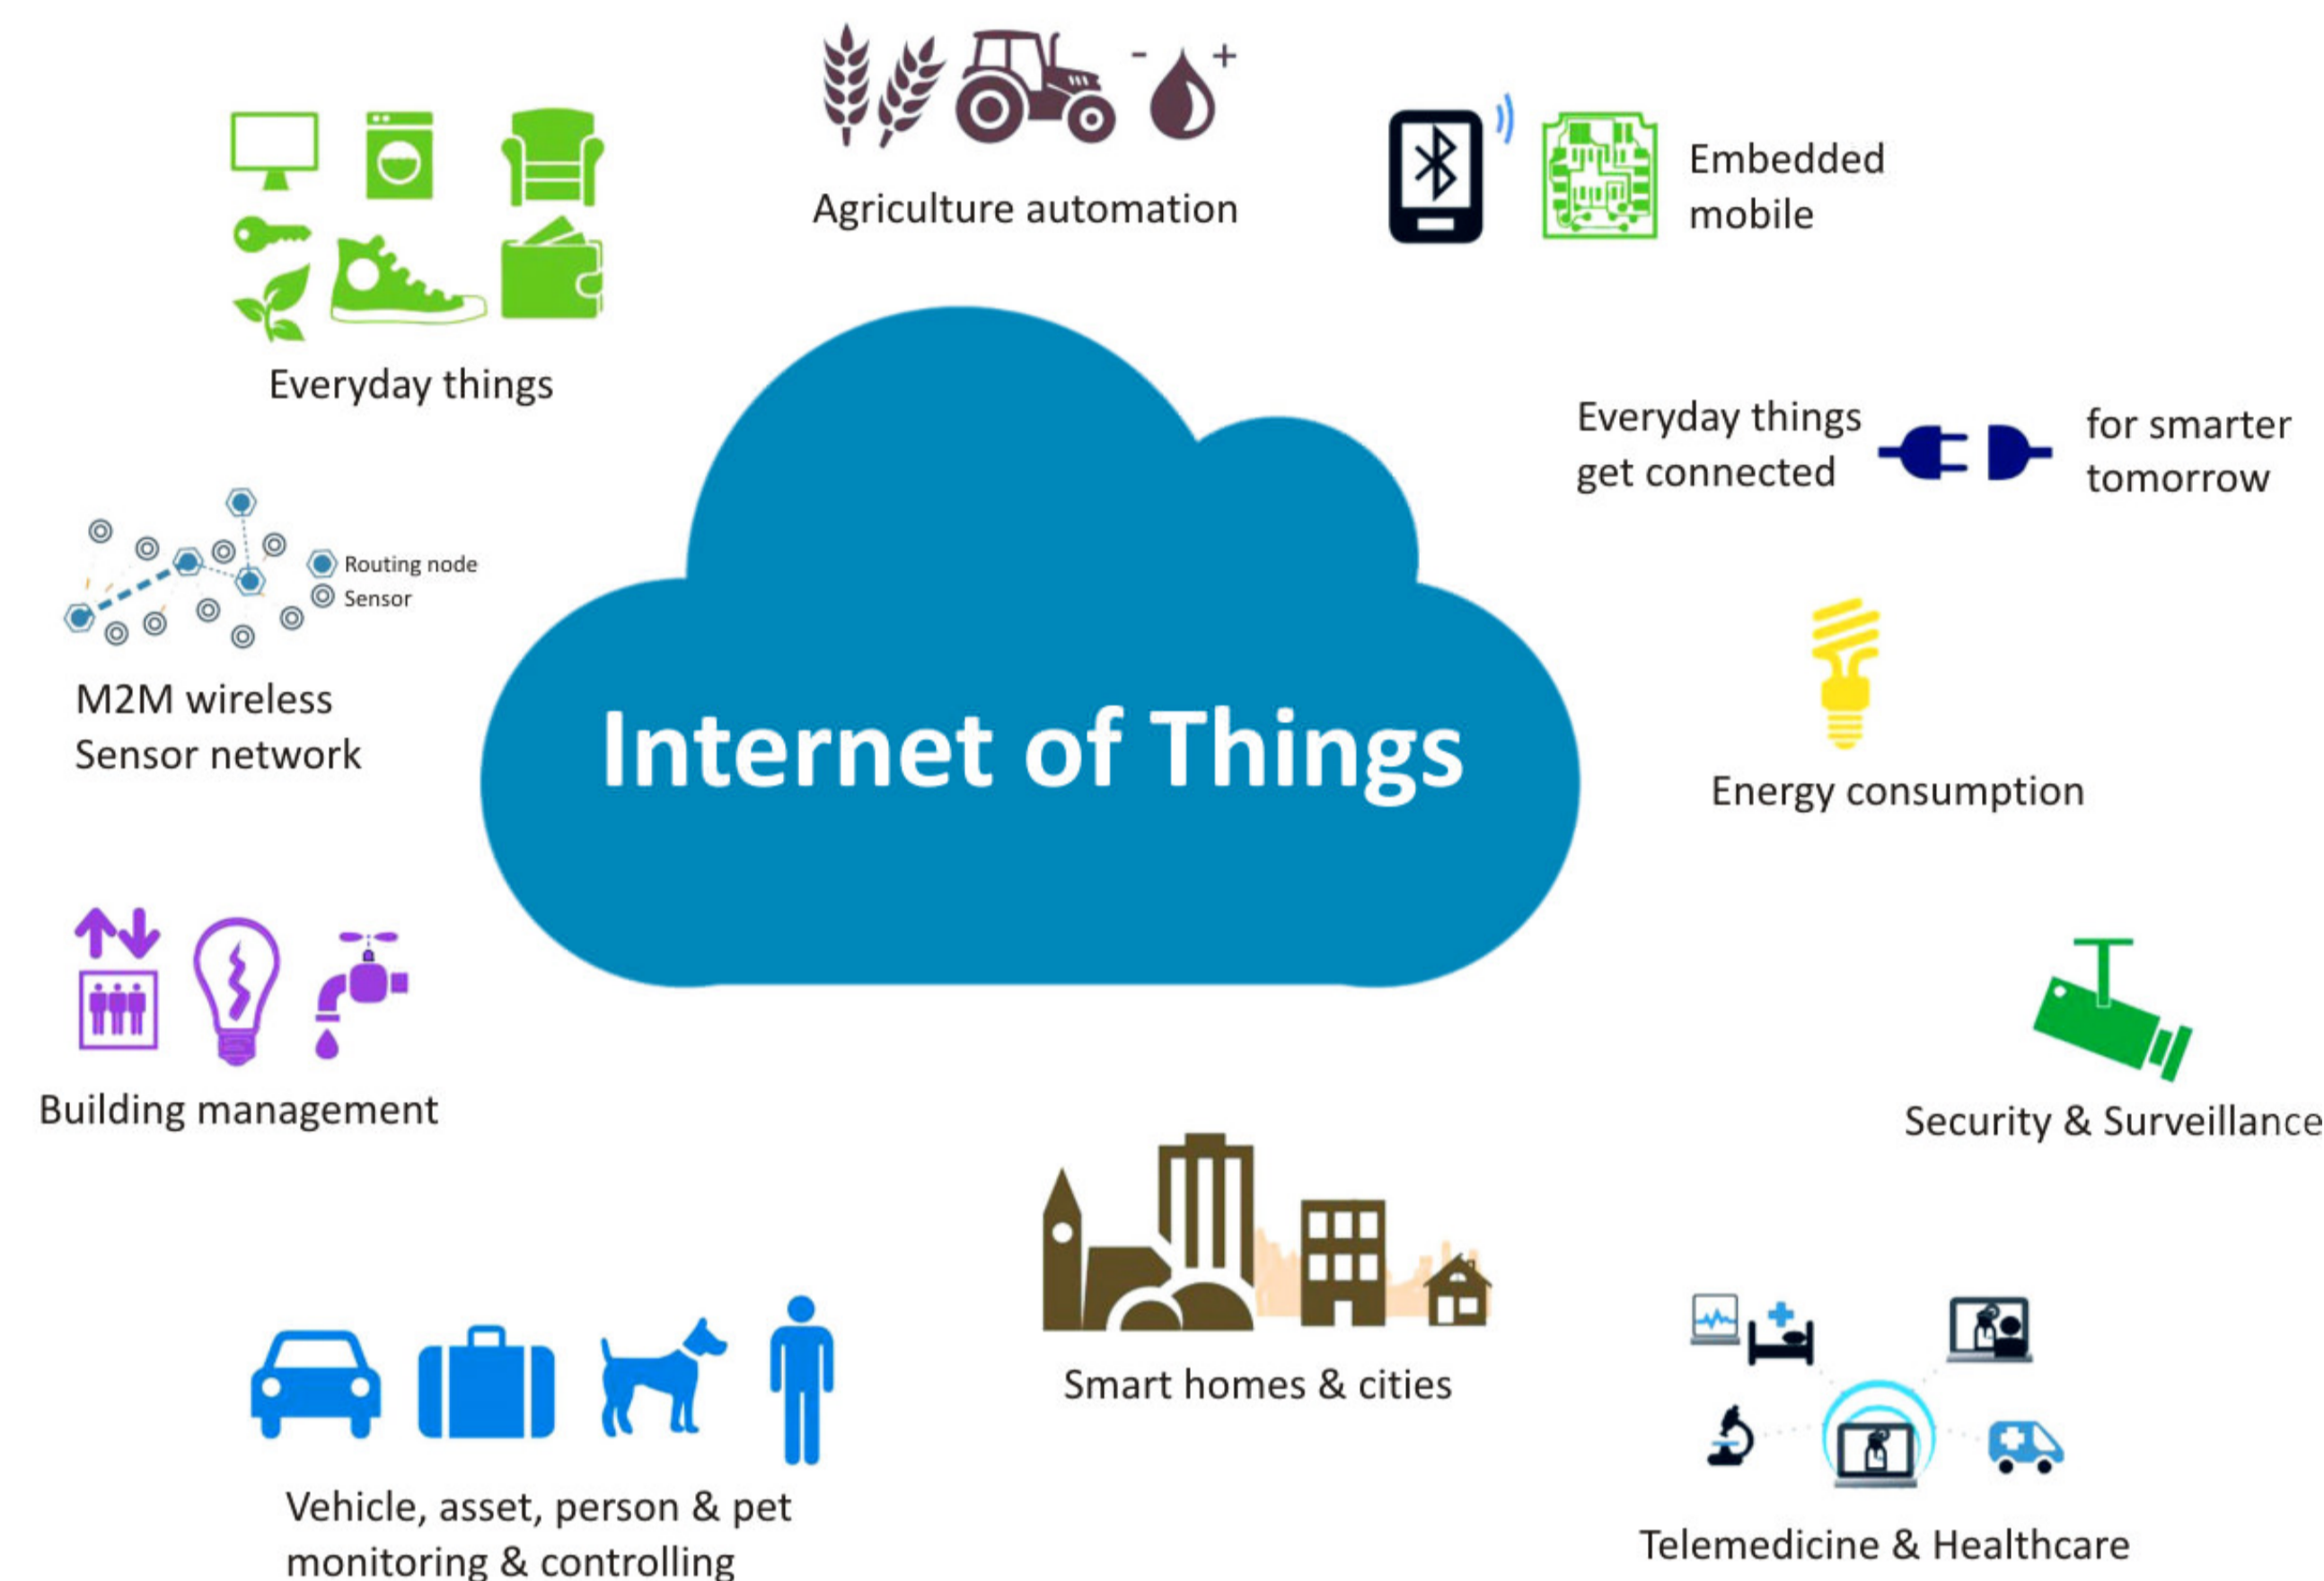 Agriculture automation
Embedded
mobile
Everyday things
Everyday things
get connected
for smarter
tomorrow
Routing node
Sensor
M2M wireless
Sensor network
Internet of Things
Energy consumption
Building management
Security & Surveillance
Smart homes & cities
Vehicle, asset, person & pet
monitoring & controlling
Telemedicine & Healthcare